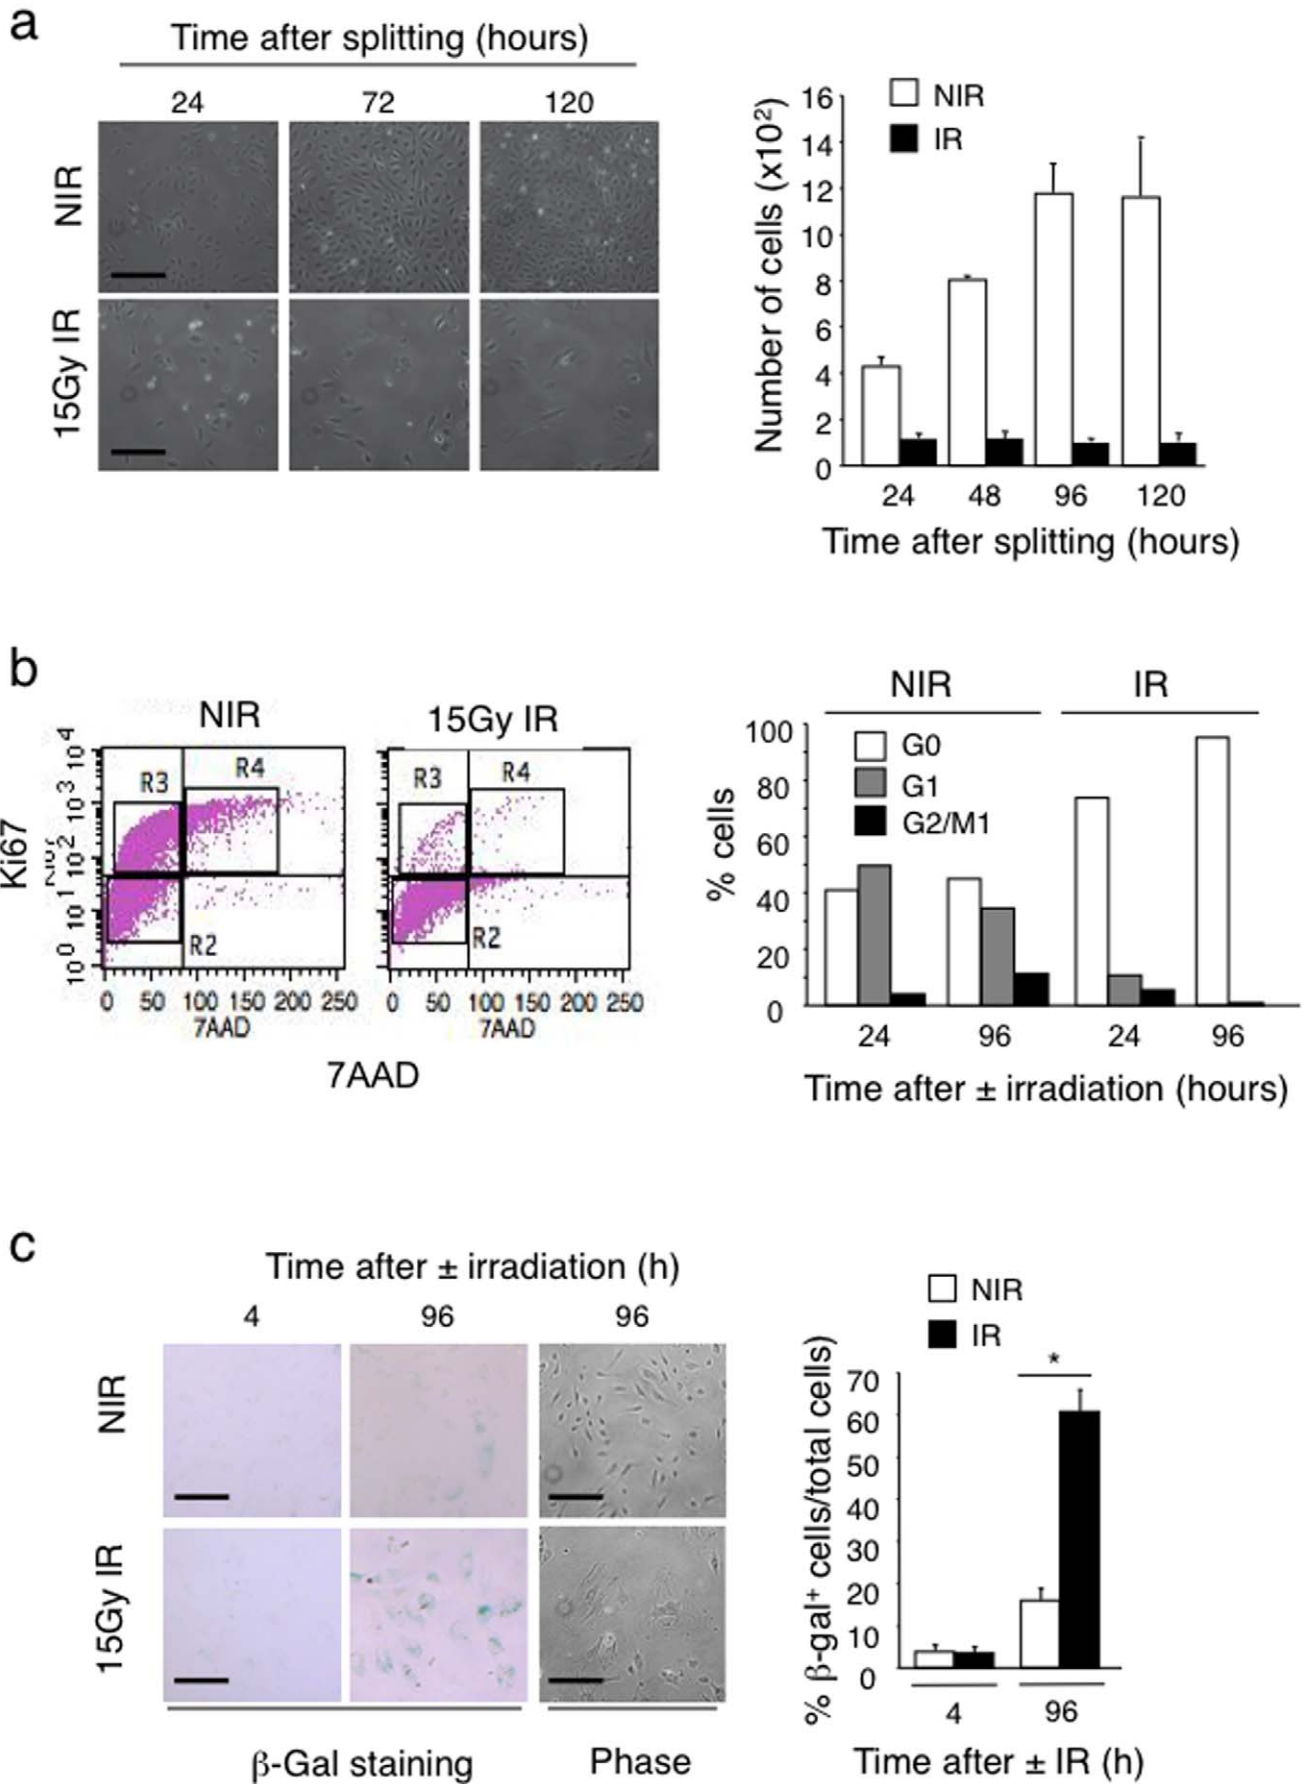 a
Time after splitting (hours)
24 72 120
NIR
15Gy IR
NIR
IR
Number of cells (x10²)
16
14
12
10
8
6
4
2
0
24 48 96 120
Time after splitting (hours)
b
NIR
15Gy IR
Ki67
10⁴
10³
10²
10¹
10⁰
R3
R4
R2
0 50 100 150 200 250
7AAD
R3
R4
R2
0 50 100 150 200 250
7AAD
7AAD
NIR IR
% cells
100
80
60
40
20
0
G0
G1
G2/M1
24 96 24 96
Time after ± irradiation (hours)
c
Time after ± irradiation (h)
4 96 96
NIR
15Gy IR
β-Gal staining
Phase
NIR
IR
% β-gal⁺ cells/total cells)
70
60
50
40
30
20
10
0
*
4 96
Time after ± IR (h)